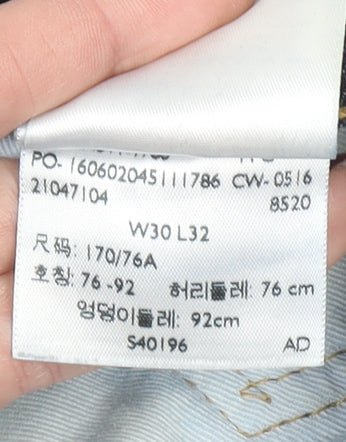 PO- 160602045111786 CW- 0516
21047104 8520
W30 L32
尺码: 170/76A
호칭: 76 -92 허리둘레: 76 cm
엉덩이둘레: 92cm
S40196 AD